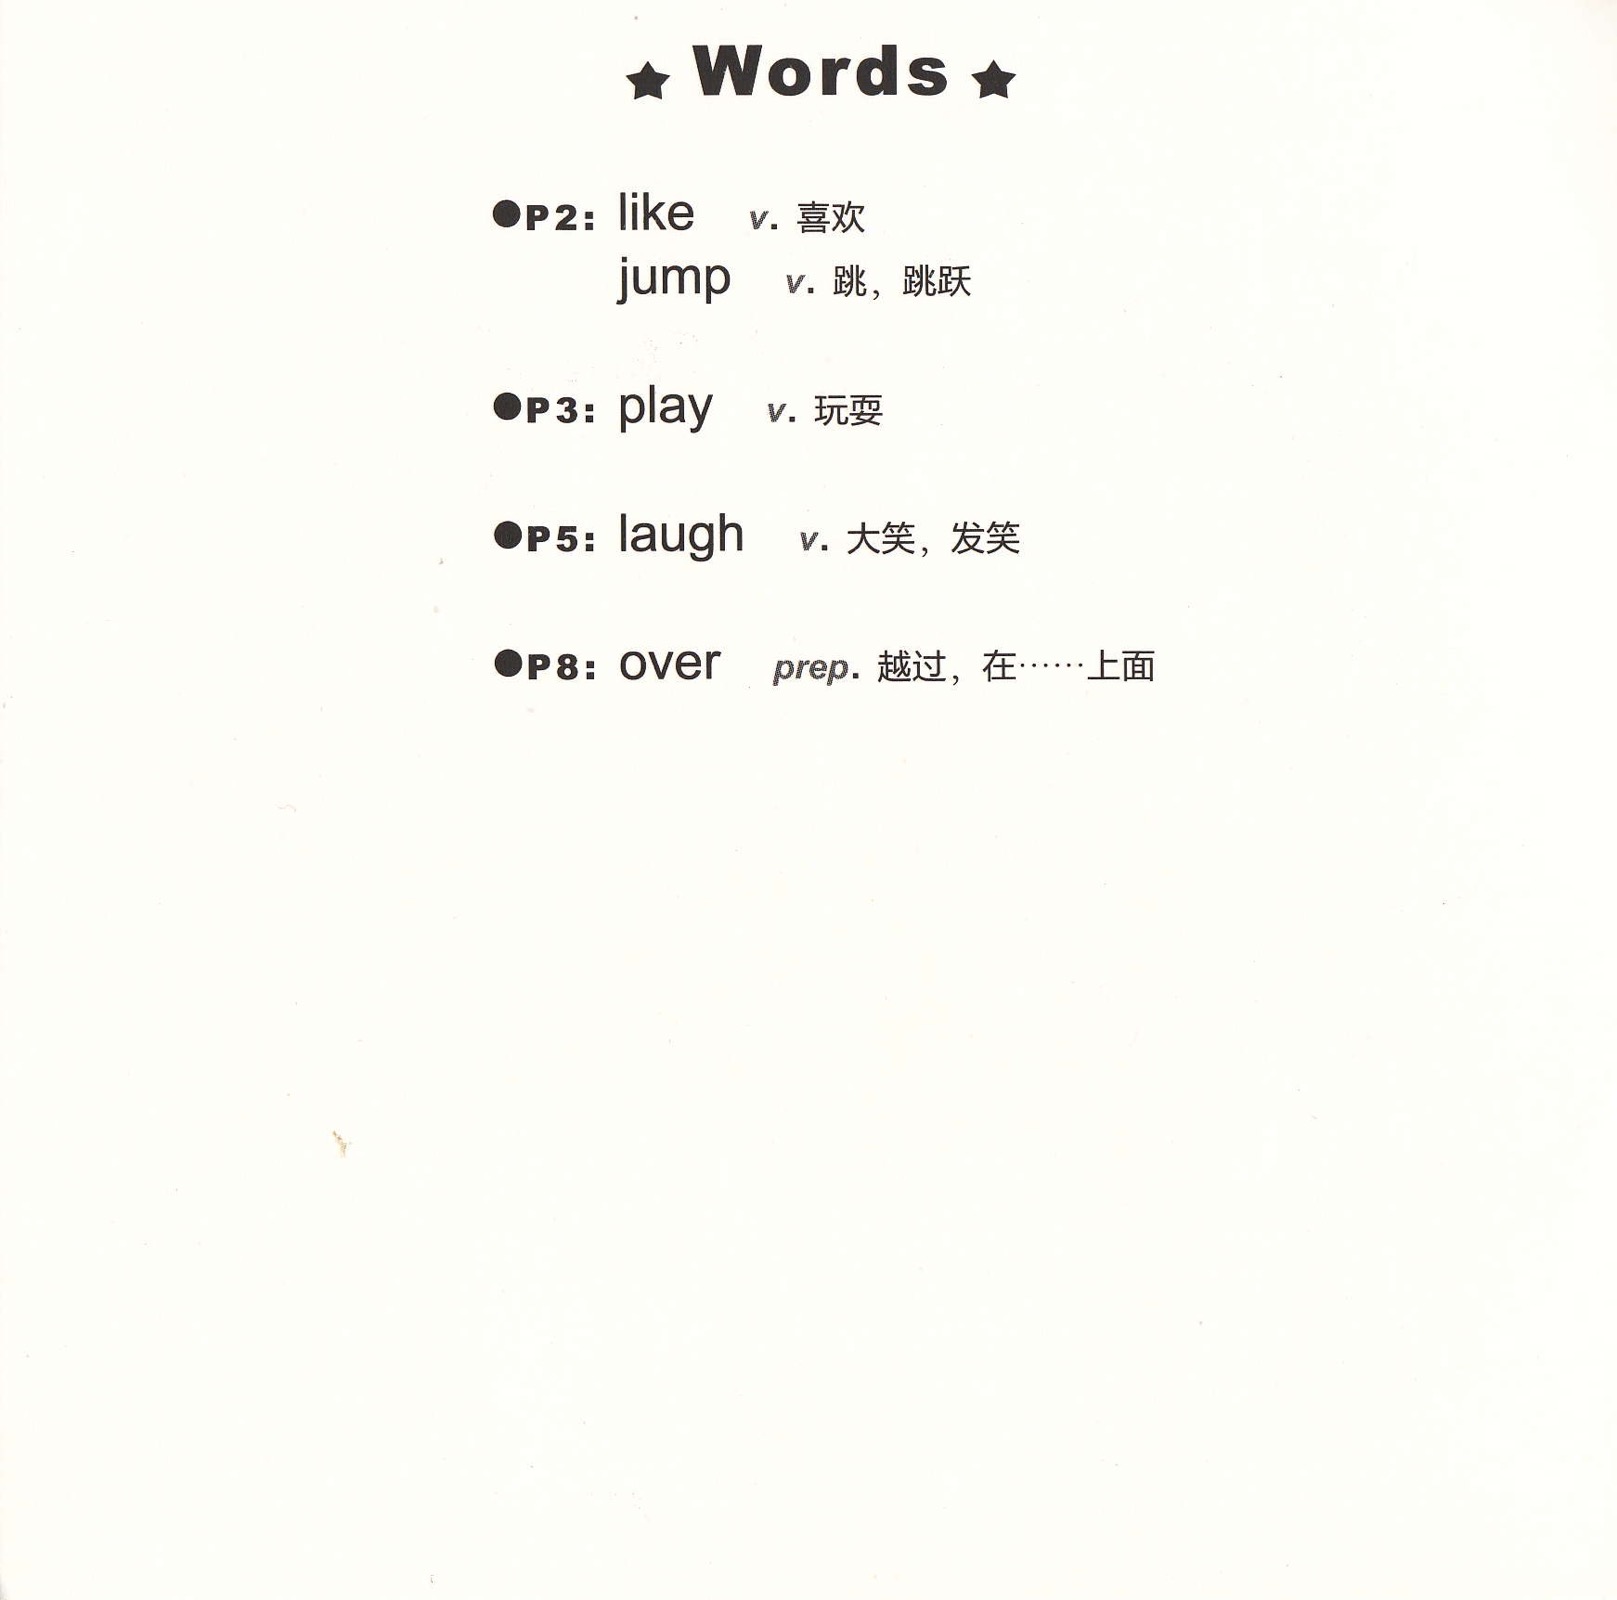 ★ Words ★
●P2: like v. 喜欢
jump v. 跳，跳跃
●P3: play v. 玩耍
●P5: laugh v. 大笑，发笑
●P8: over prep. 越过，在……上面